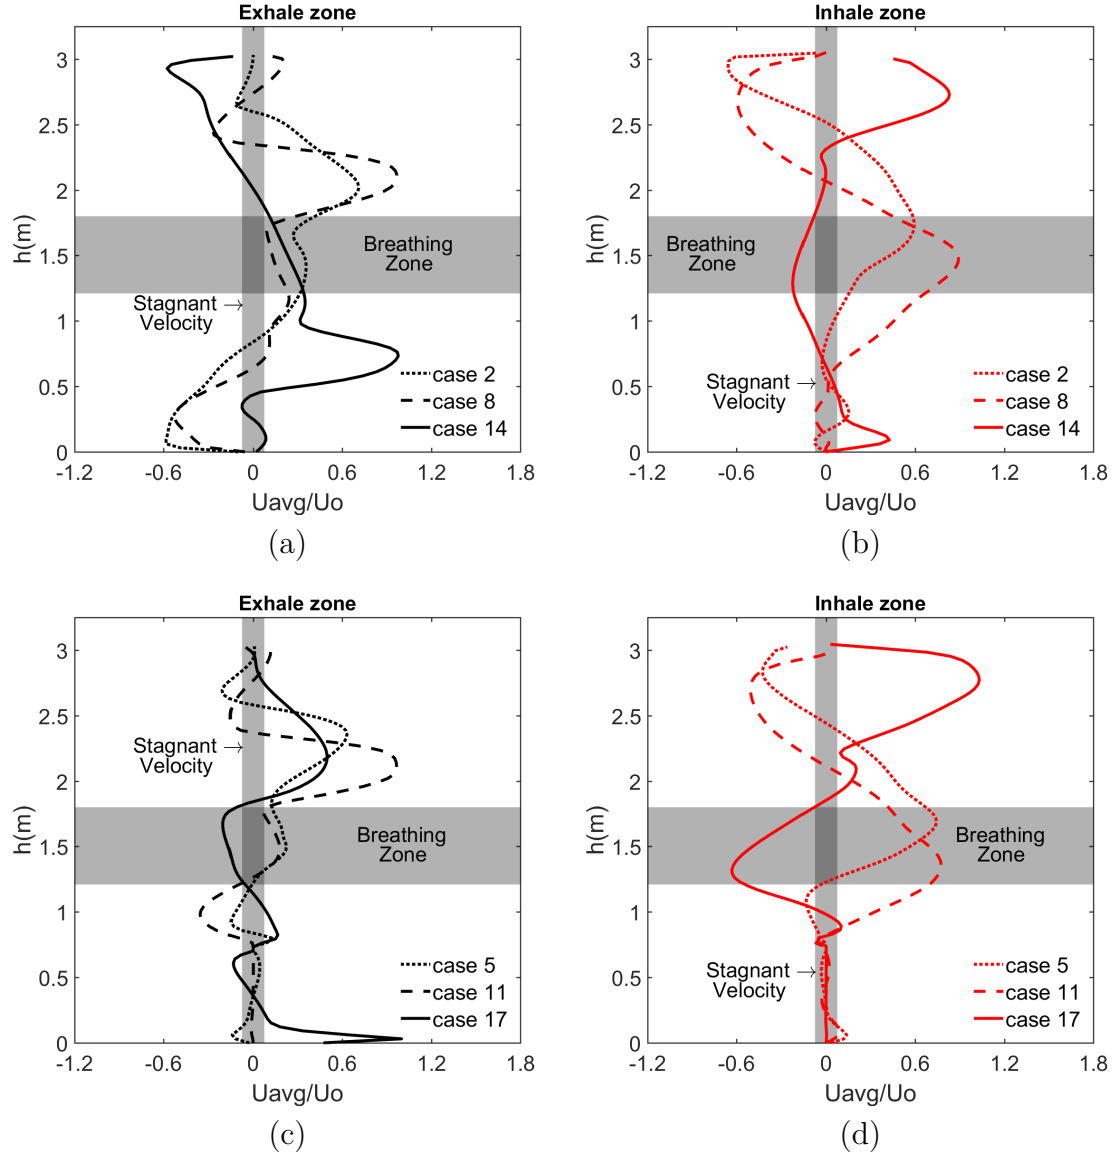 Exhale zone
3
2.5
2
1.5
1
0.5
0
h(m)
Breathing
Zone
Stagnant →
Velocity
case 2
case 8
case 14
-1.2 -0.6 0 0.6 1.2 1.8
Uavg/Uo
(a)
Inhale zone
3
2.5
2
1.5
1
0.5
0
h(m)
Breathing
Zone
Stagnant →
Velocity
case 2
case 8
case 14
-1.2 -0.6 0 0.6 1.2 1.8
Uavg/Uo
(b)
Exhale zone
3
2.5
2
1.5
1
0.5
0
h(m)
Stagnant →
Velocity
Breathing
Zone
case 5
case 11
case 17
-1.2 -0.6 0 0.6 1.2 1.8
Uavg/Uo
(c)
Inhale zone
3
2.5
2
1.5
1
0.5
0
h(m)
Breathing
Zone
Stagnant →
Velocity
case 5
case 11
case 17
-1.2 -0.6 0 0.6 1.2 1.8
Uavg/Uo
(d)